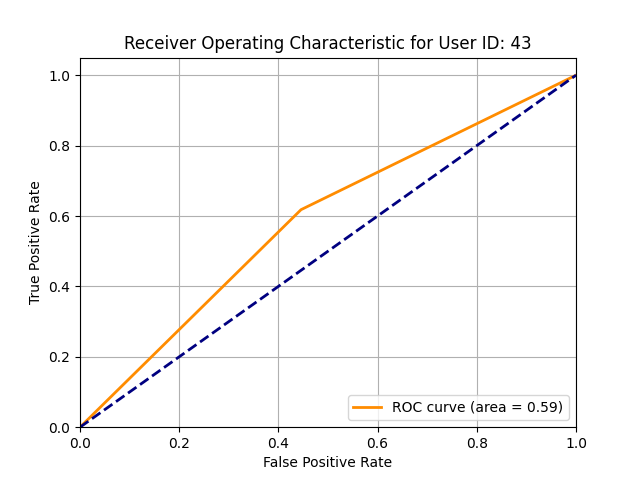 Receiver Operating Characteristic for User ID: 43
True Positive Rate
1.0
0.8
0.6
0.4
0.2
0.0
0.0 0.2 0.4 0.6 0.8 1.0
False Positive Rate
ROC curve (area = 0.59)